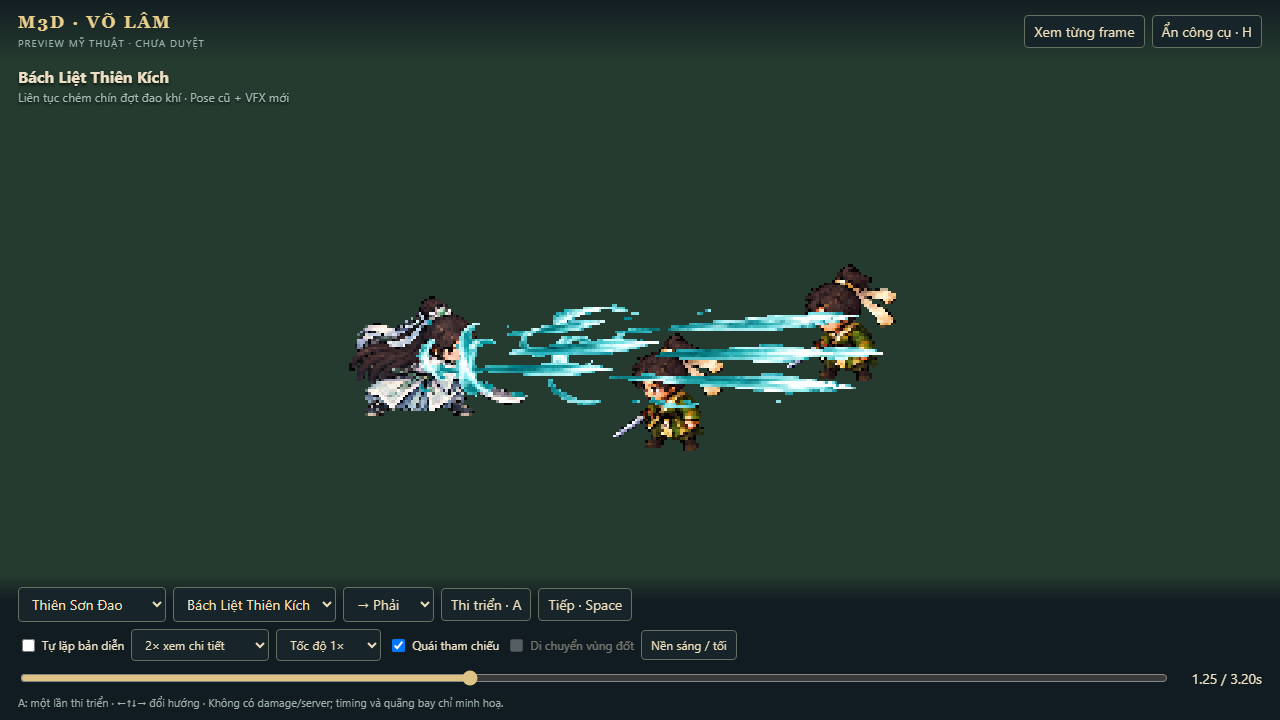 M3D · VÕ LÂM
PREVIEW MỸ THUẬT · CHƯA DUYỆT
Xem từng frame
Ẩn công cụ · H
Bách Liệt Thiên Kích
Liên tục chém chín đợt đao khí · Pose cũ + VFX mới
Thiên Sơn Đao
Bách Liệt Thiên Kích
→ Phải
Thi triển · A
Tiếp · Space
Tự lặp bản diễn
2× xem chi tiết
Tốc độ 1×
Quái tham chiếu
Di chuyển vùng đốt
Nền sáng / tối
1.25 / 3.20s
A: một lần thi triển · ←↑↓→ đổi hướng · Không có damage/server; timing và quãng bay chỉ minh hoạ.